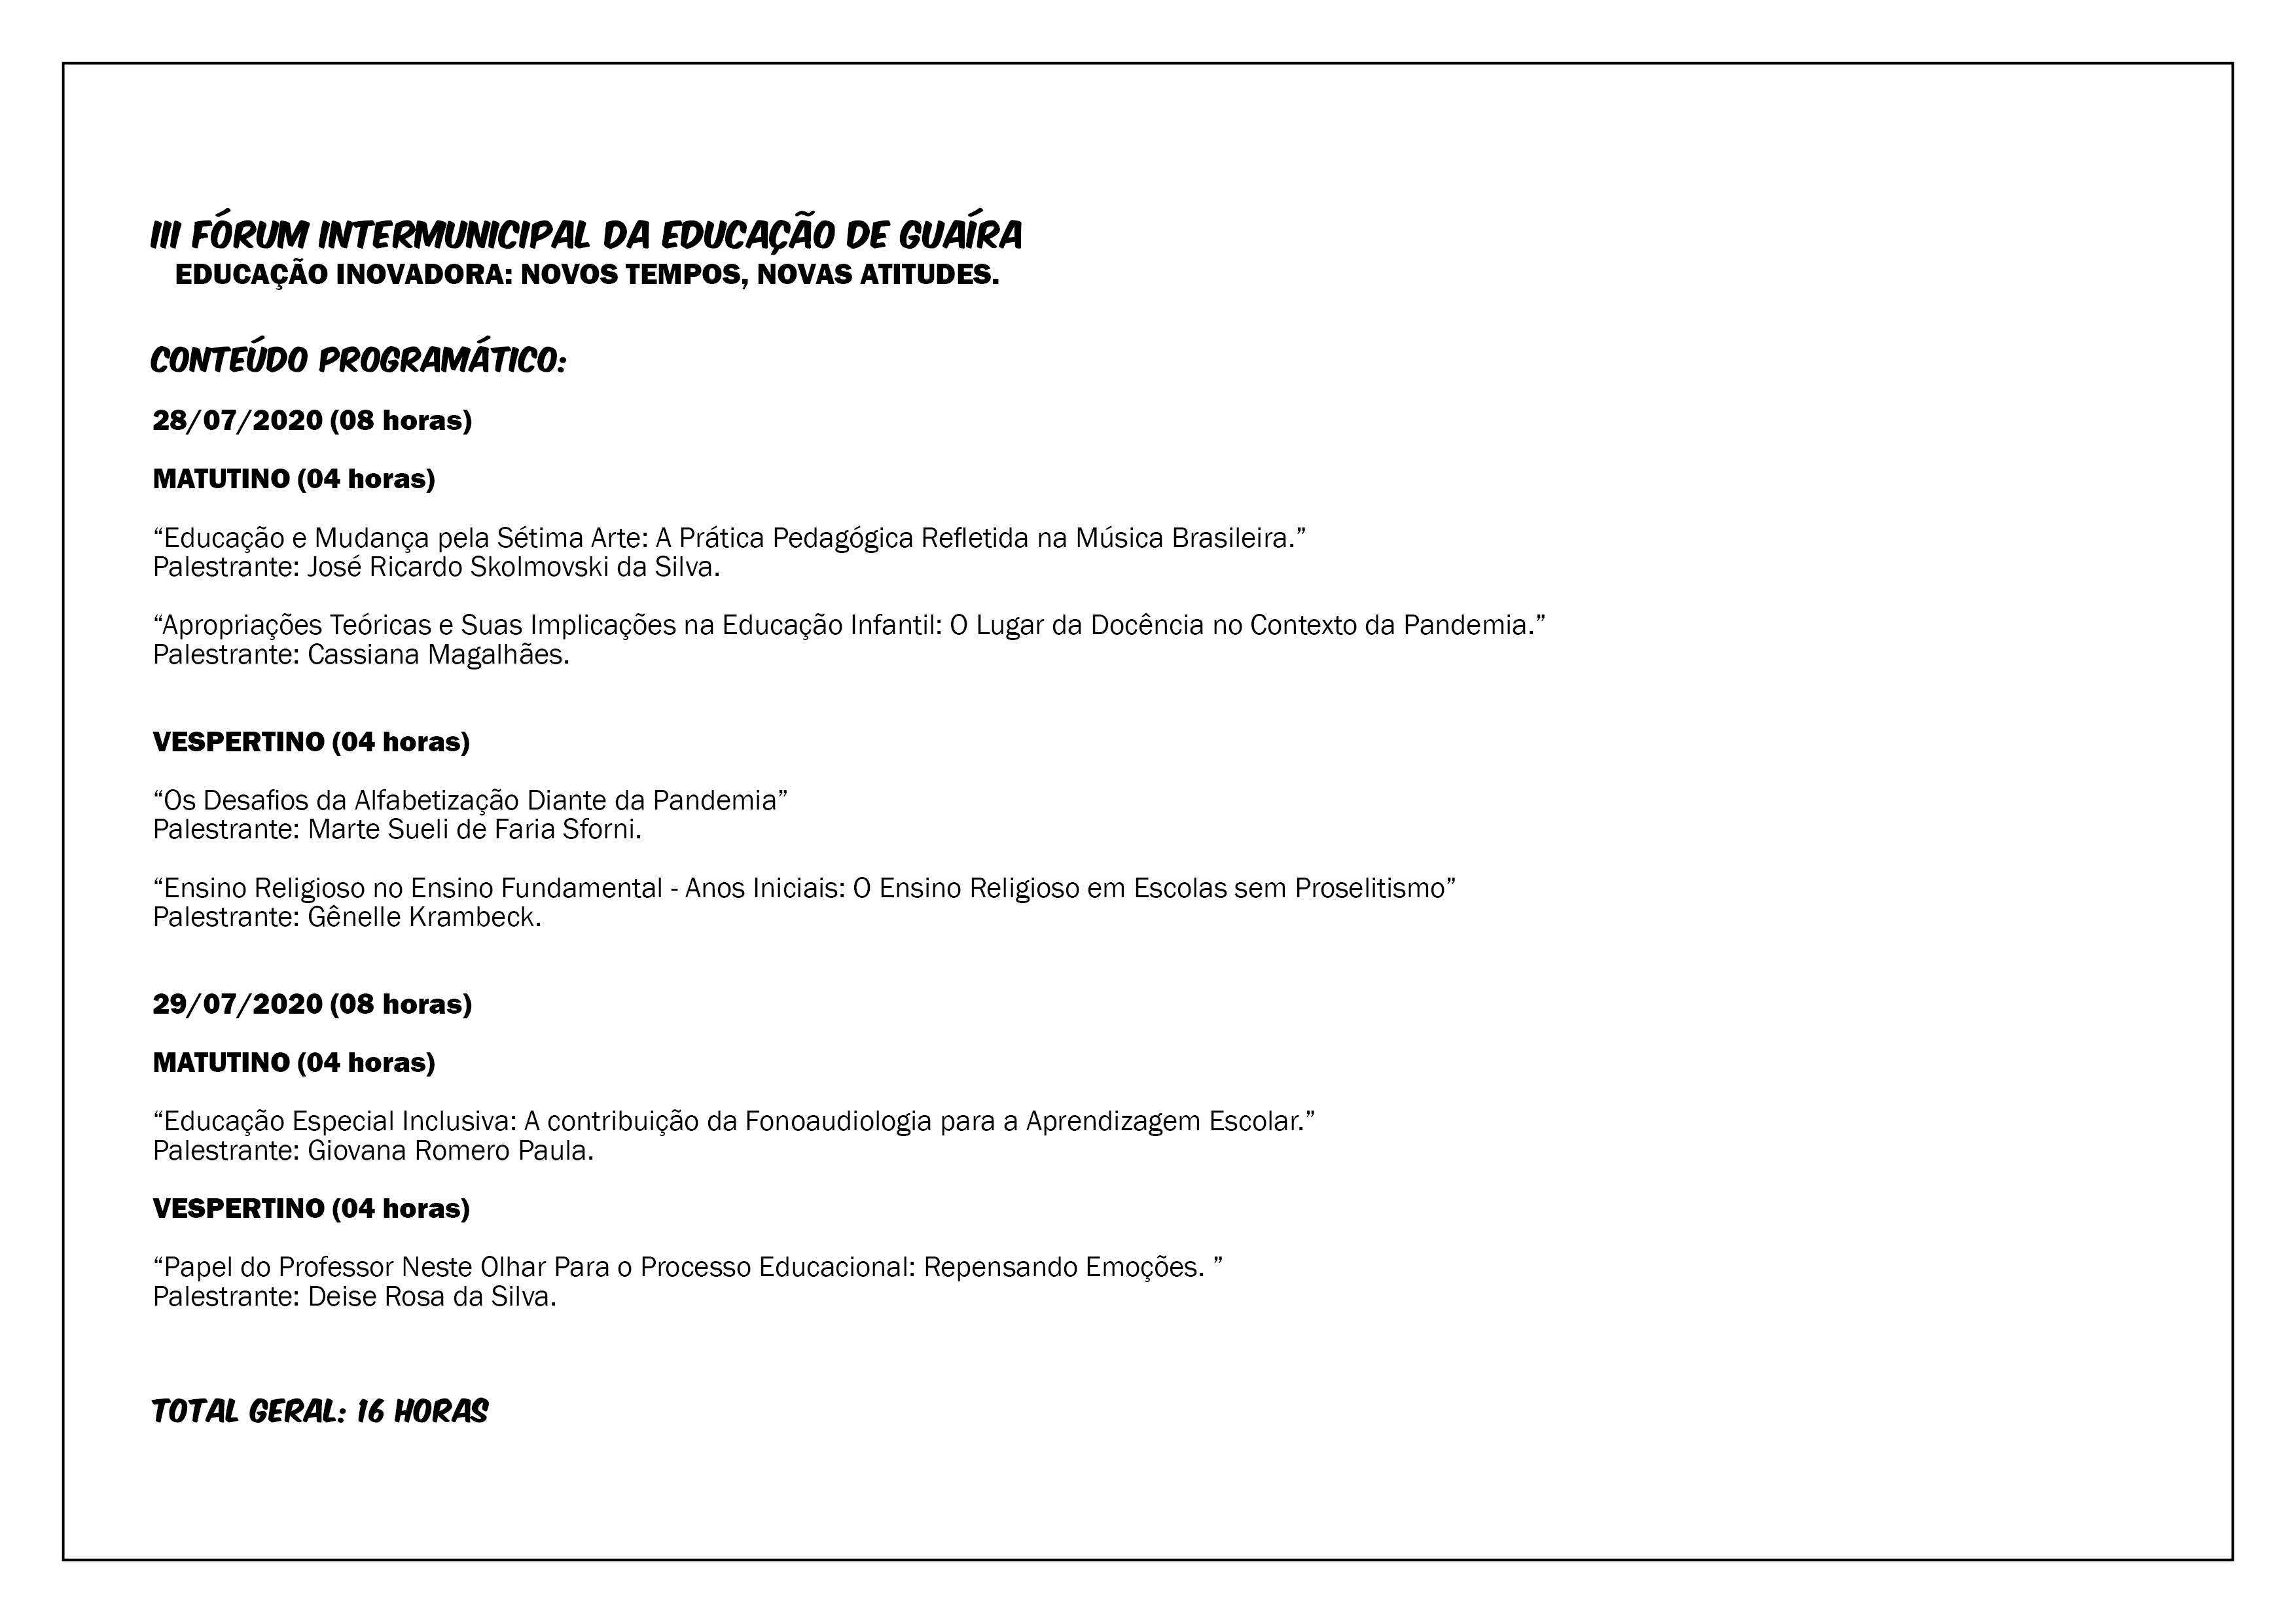 III FÓRUM INTERMUNICIPAL DA EDUCAÇÃO DE GUAÍRA
EDUCAÇÃO INOVADORA: NOVOS TEMPOS, NOVAS ATITUDES.
CONTEÚDO PROGRAMÁTICO:
28/07/2020 (08 horas)
MATUTINO (04 horas)
“Educação e Mudança pela Sétima Arte: A Prática Pedagógica Refletida na Música Brasileira.”
Palestrante: José Ricardo Skolmovski da Silva.
“Apropriações Teóricas e Suas Implicações na Educação Infantil: O Lugar da Docência no Contexto da Pandemia.”
Palestrante: Cassiana Magalhães.
VESPERTINO (04 horas)
“Os Desafios da Alfabetização Diante da Pandemia”
Palestrante: Marte Sueli de Faria Sforni.
“Ensino Religioso no Ensino Fundamental - Anos Iniciais: O Ensino Religioso em Escolas sem Proselitismo”
Palestrante: Gênelle Krambeck.
29/07/2020 (08 horas)
MATUTINO (04 horas)
“Educação Especial Inclusiva: A contribuição da Fonoaudiologia para a Aprendizagem Escolar.”
Palestrante: Giovana Romero Paula.
VESPERTINO (04 horas)
“Papel do Professor Neste Olhar Para o Processo Educacional: Repensando Emoções. ”
Palestrante: Deise Rosa da Silva.
TOTAL GERAL: 16 HORAS